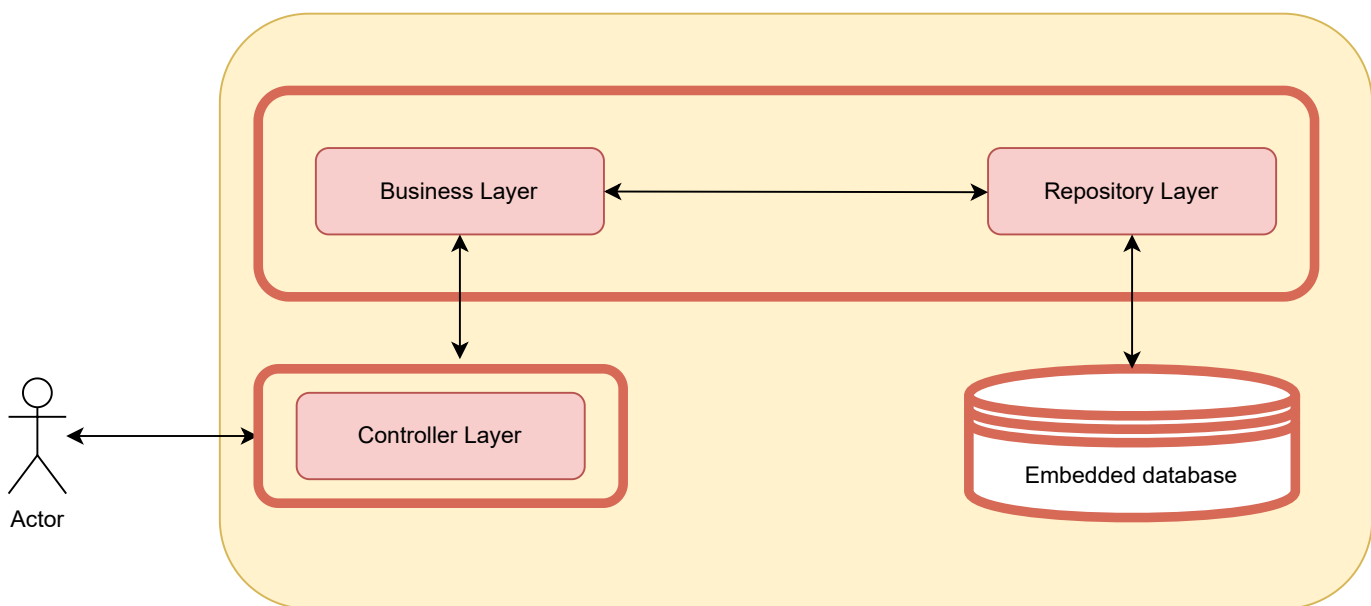 Business Layer
Repository Layer
Controller Layer
Embedded database
Actor